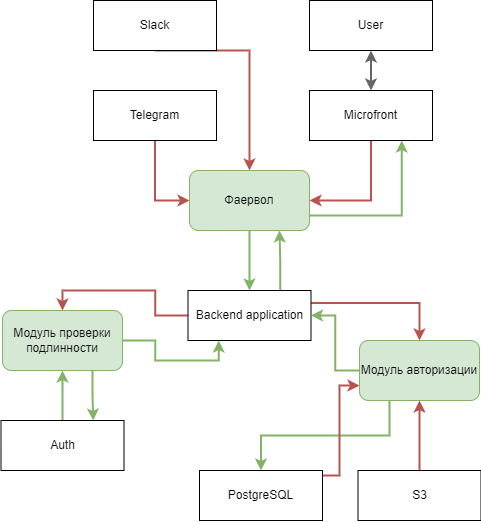 Slack
User
Telegram
Microfront
Фаервол
Backend application
Модуль проверки
подлинности
Модуль авторизации
Auth
PostgreSQL
S3